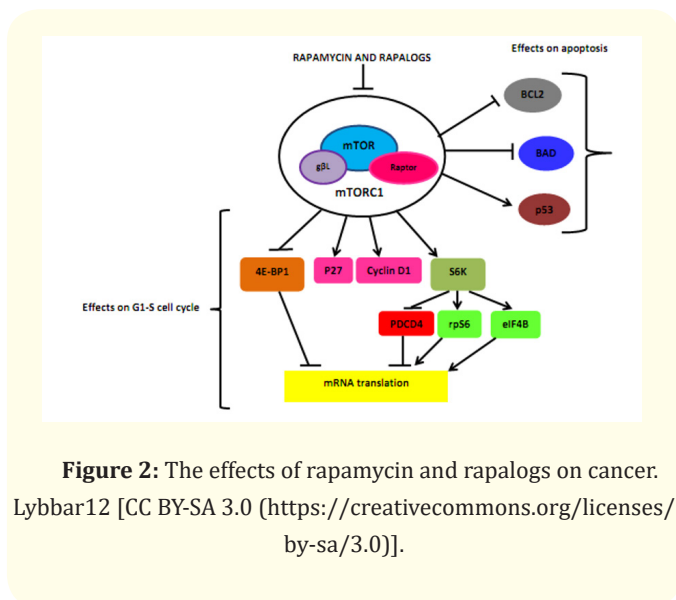 RAPAMYCIN AND RAPALOGS
Effects on apoptosis
BCL2
mTOR
gβL
Raptor
BAD
mTORC1
p53
4E-BP1
P27
Cyclin D1
S6K
Effects on G1-S cell cycle
PDCD4
rpS6
eIF4B
mRNA translation
Figure 2: The effects of rapamycin and rapalogs on cancer.
Lybbar12 [CC BY-SA 3.0 (https://creativecommons.org/licenses/
by-sa/3.0)].